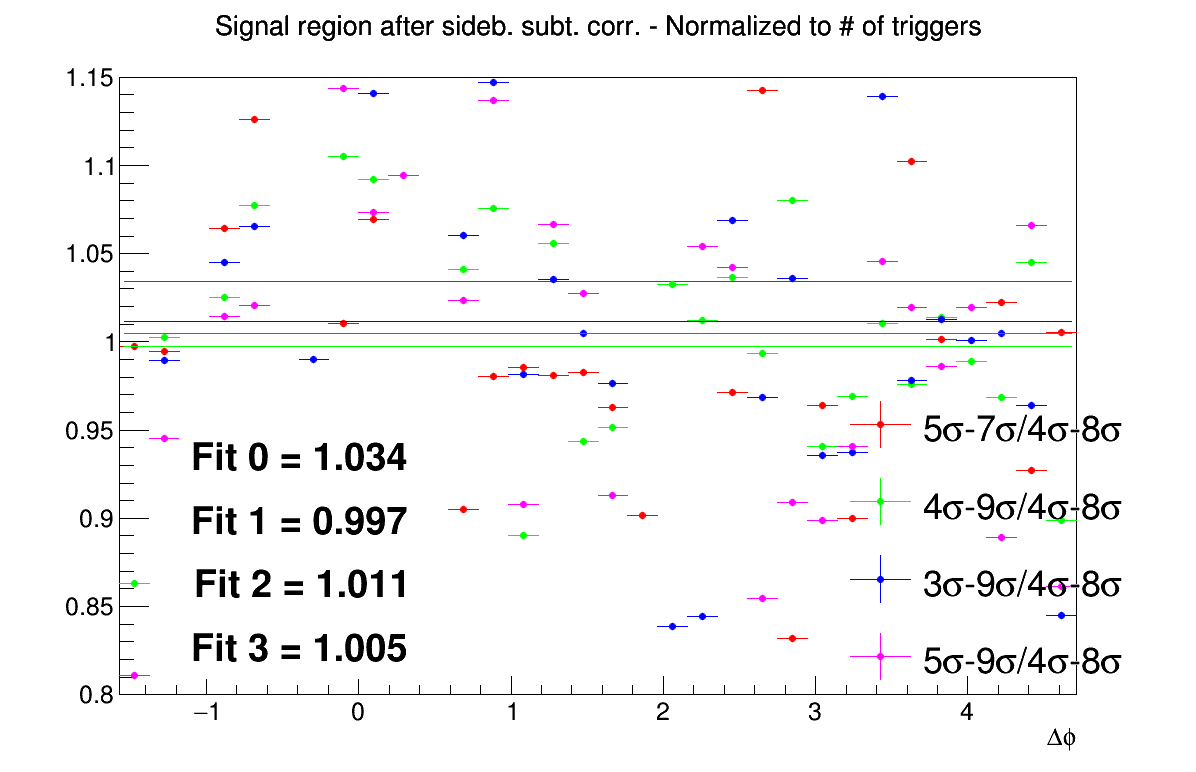 Signal region after sideb. subt. corr. - Normalized to # of triggers
1.15
1.1
1.05
1
0.95
0.9
0.85
0.8
Fit 0 = 1.034
Fit 1 = 0.997
Fit 2 = 1.011
Fit 3 = 1.005
5σ-7σ/4σ-8σ
4σ-9σ/4σ-8σ
3σ-9σ/4σ-8σ
5σ-9σ/4σ-8σ
−1 0 1 2 3 4
Δϕ